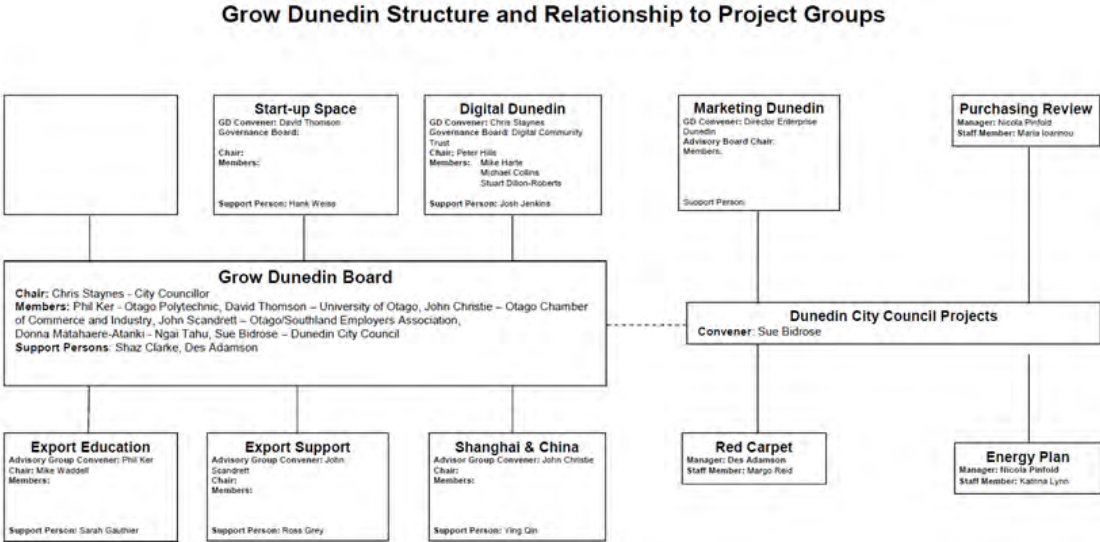 Grow Dunedin Structure and Relationship to Project Groups
Start-up Space
GD Convener: David Thomson
Governance Board:
Chair:
Members:
Support Person: Hank Weiss
Digital Dunedin
GD Convener: Chris Staynes
Governance Board: Digital Community
Trust
Chair: Peter Hills
Members: Mike Harte
Michael Collins
Stuart Dillon-Roberts
Support Person: Josh Jenkins
Marketing Dunedin
GD Convener: Director Enterprise
Dunedin
Advisory Board Chair:
Members:
Support Person:
Purchasing Review
Manager: Nicola Pinfold
Staff Member: Maria Ioannou
Grow Dunedin Board
Chair: Chris Staynes - City Councillor
Members: Phil Ker - Otago Polytechnic, David Thomson – University of Otago, John Christie – Otago Chamber
of Commerce and Industry, John Scandrett – Otago/Southland Employers Association,
Donna Matahaere-Atariki - Ngai Tahu, Sue Bidrose – Dunedin City Council
Support Persons: Shaz Clarke, Des Adamson
Dunedin City Council Projects
Convener: Sue Bidrose
Export Education
Advisory Group Convener: Phil Ker
Chair: Mike Waddell
Members:
Support Person: Sarah Gauthier
Export Support
Advisory Group Convener: John
Scandrett
Chair:
Members:
Support Person: Ross Grey
Shanghai & China
Advisor Group Convener: John Christie
Chair:
Members:
Support Person: Ying Qin
Red Carpet
Manager: Des Adamson
Staff Member: Margo Reid
Energy Plan
Manager: Nicola Pinfold
Staff Member: Katrina Lynn